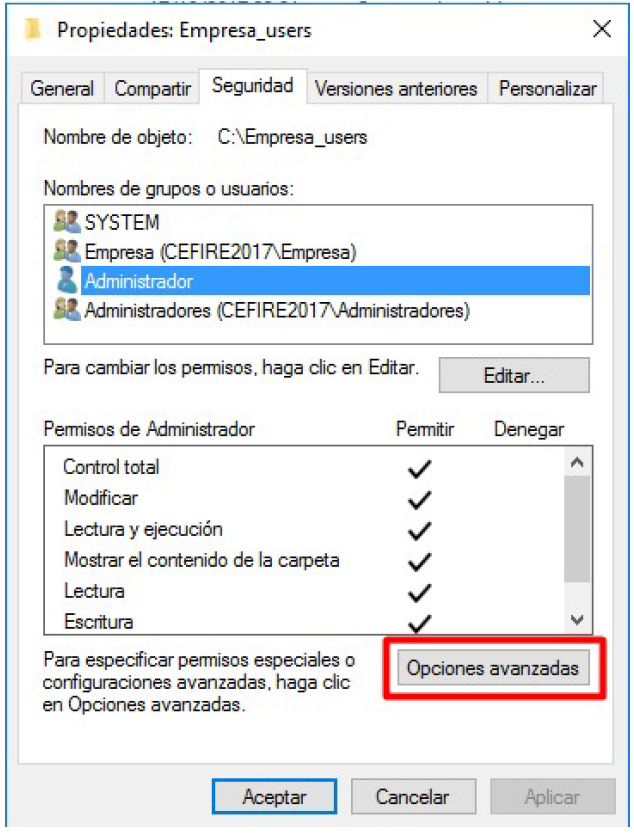 Propiedades: Empresa_users
General Compartir Seguridad Versiones anteriores Personalizar
Nombre de objeto: C:\Empresa_users
Nombres de grupos o usuarios:
SYSTEM
Empresa (CEFIRE2017\Empresa)
Administrador
Administradores (CEFIRE2017\Administradores)
Para cambiar los permisos, haga clic en Editar.
Editar...
Permisos de Administrador Permitir Denegar
Control total
Modificar
Lectura y ejecución
Mostrar el contenido de la carpeta
Lectura
Escritura
Para especificar permisos especiales o
configuraciones avanzadas, haga clic
en Opciones avanzadas.
Opciones avanzadas
Aceptar Cancelar Aplicar